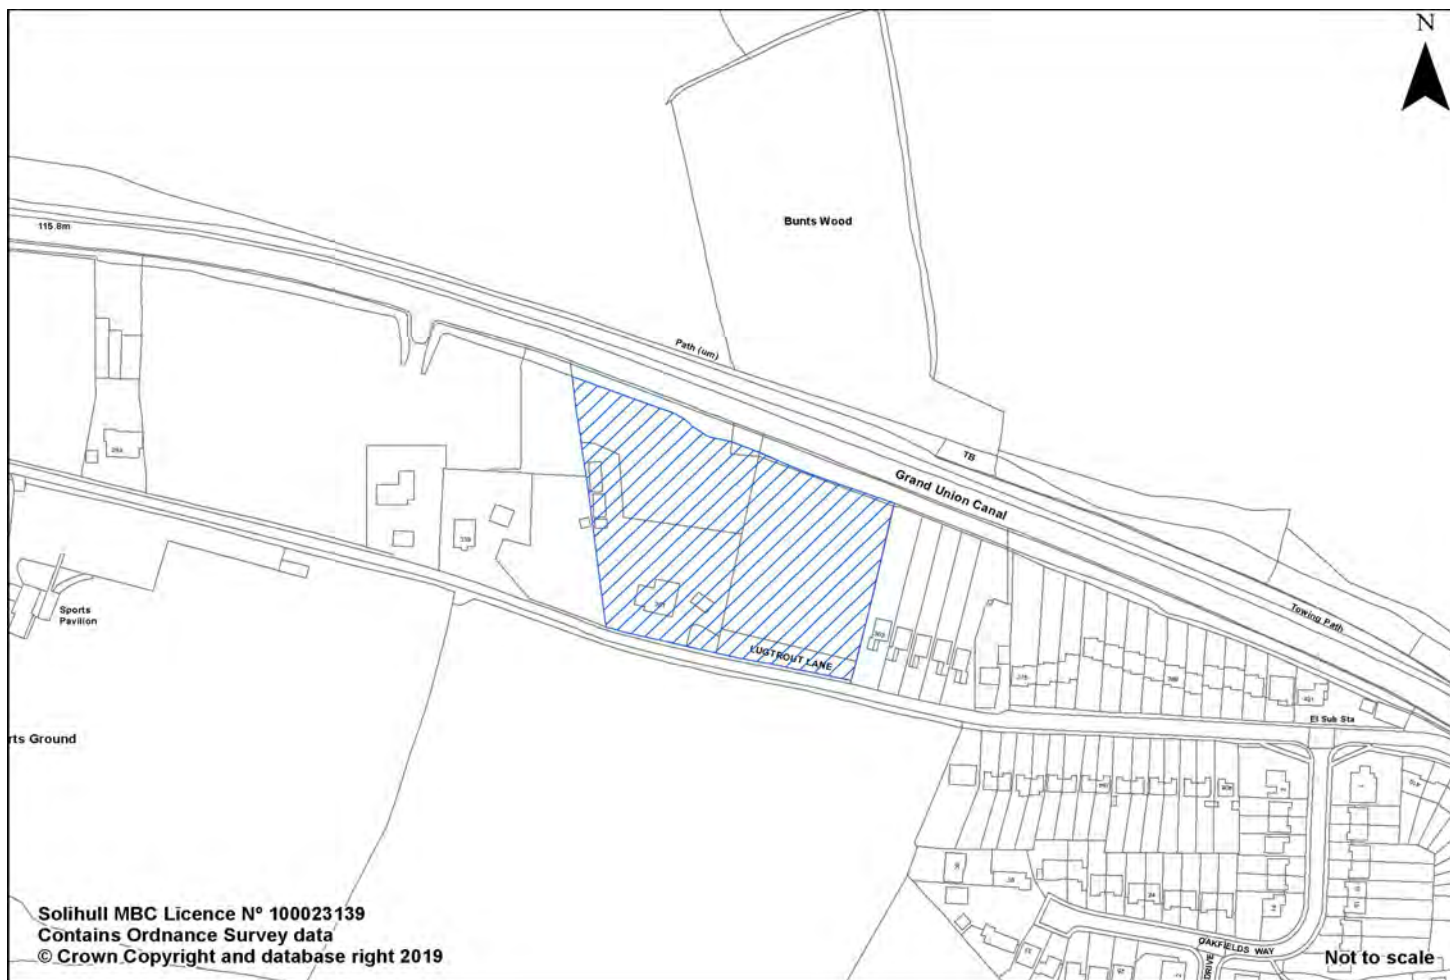 N
Bunts Wood
115.8m
Path (um)
TB
Grand Union Canal
Towing Path
Sports
Pavilion
LUGTROUT LANE
El Sub Sta
rts Ground
OAKFIELDS WAY
DRIVE
Solihull MBC Licence Nº 100023139
Contains Ordnance Survey data
© Crown Copyright and database right 2019
Not to scale